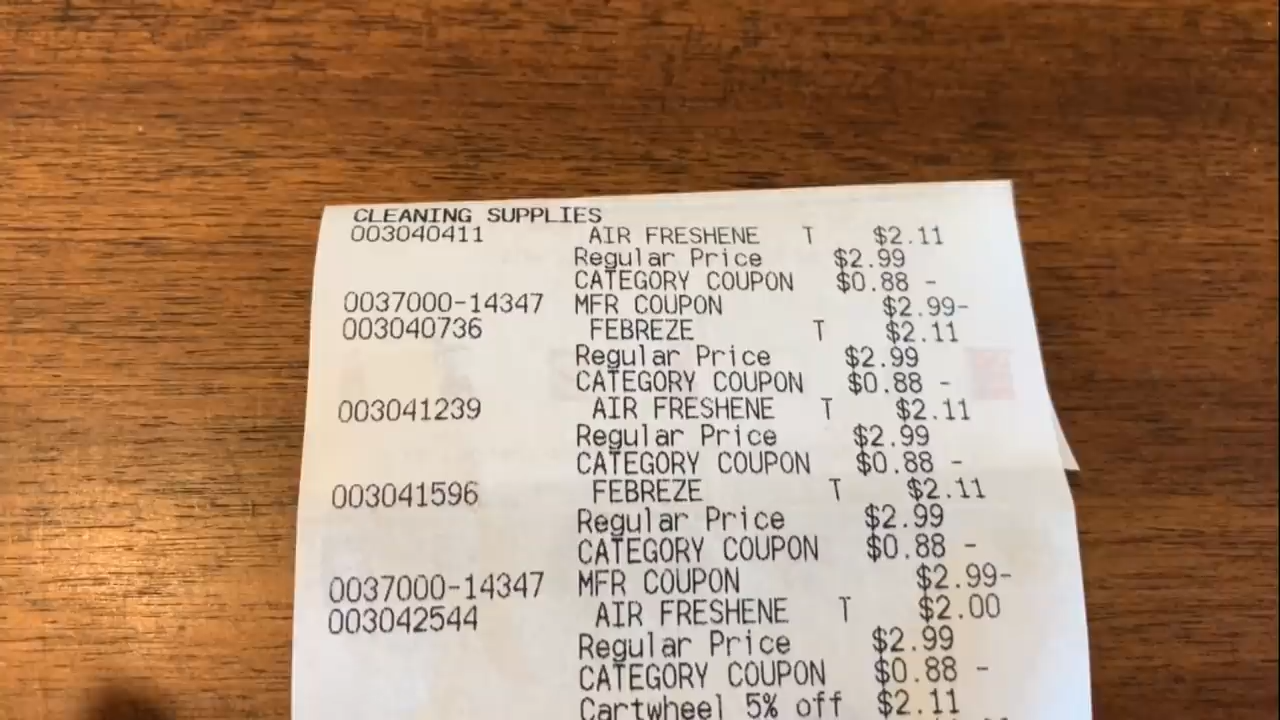 CLEANING SUPPLIES
003040411 AIR FRESHENE T $2.11
Regular Price $2.99
CATEGORY COUPON $0.88 -
0037000-14347 MFR COUPON $2.99-
003040736 FEBREZE T $2.11
Regular Price $2.99
CATEGORY COUPON $0.88 -
003041239 AIR FRESHENE T $2.11
Regular Price $2.99
CATEGORY COUPON $0.88 -
003041596 FEBREZE T $2.11
Regular Price $2.99
CATEGORY COUPON $0.88 -
0037000-14347 MFR COUPON $2.99-
003042544 AIR FRESHENE T $2.00
Regular Price $2.99
CATEGORY COUPON $0.88 -
Cartwheel 5% off $2.11